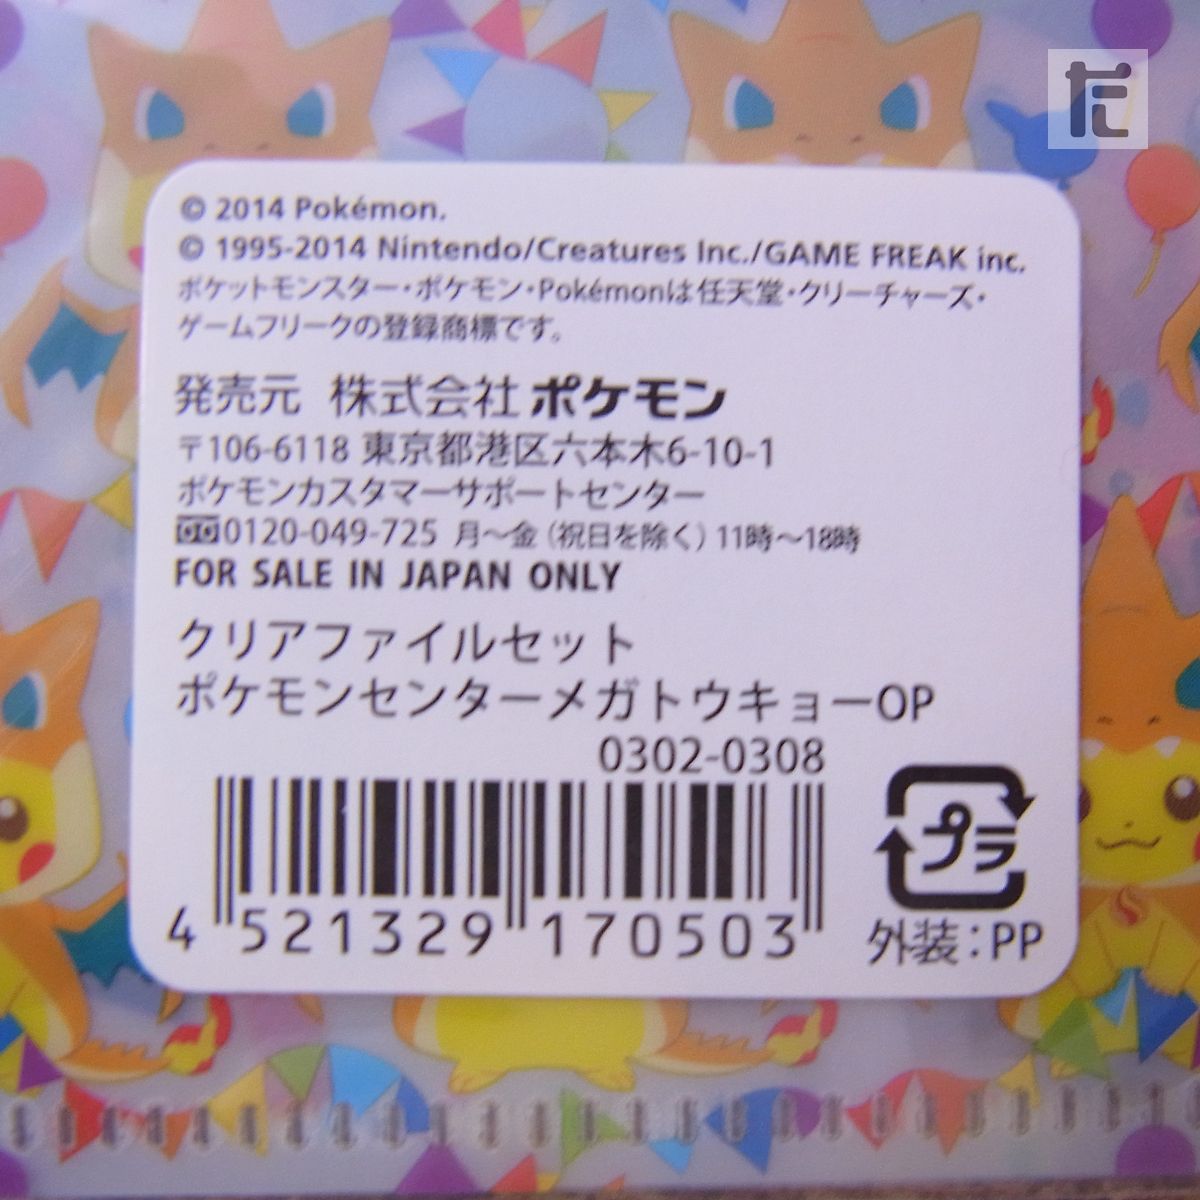 © 2014 Pokémon.
© 1995-2014 Nintendo/Creatures Inc./GAME FREAK inc.
ポケットモンスター・ポケモン・Pokémonは任天堂・クリーチャーズ・
ゲームフリークの登録商標です。
発売元 株式会社ポケモン
〒106-6118 東京都港区六本木6-10-1
ポケモンカスタマーサポートセンター
0120-049-725 月～金（祝日を除く）11時～18時
FOR SALE IN JAPAN ONLY
クリアファイルセット
ポケモンセンターメガトウキョーOP
0302-0308
4 521329 170503
プラ
外装：PP